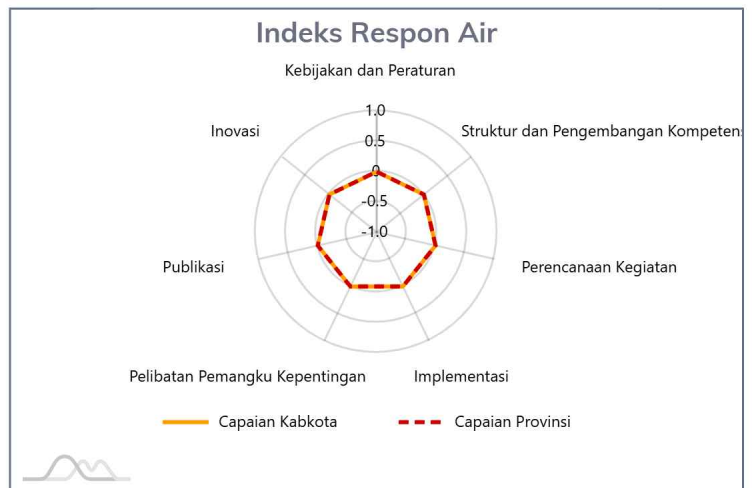 Indeks Respon Air
Kebijakan dan Peraturan
1.0
Inovasi
Struktur dan Pengembangan Kompetens
0.5
0
-0.5
-1.0
Publikasi
Perencanaan Kegiatan
Pelibatan Pemangku Kepentingan
Implementasi
Capaian Kabkota
Capaian Provinsi